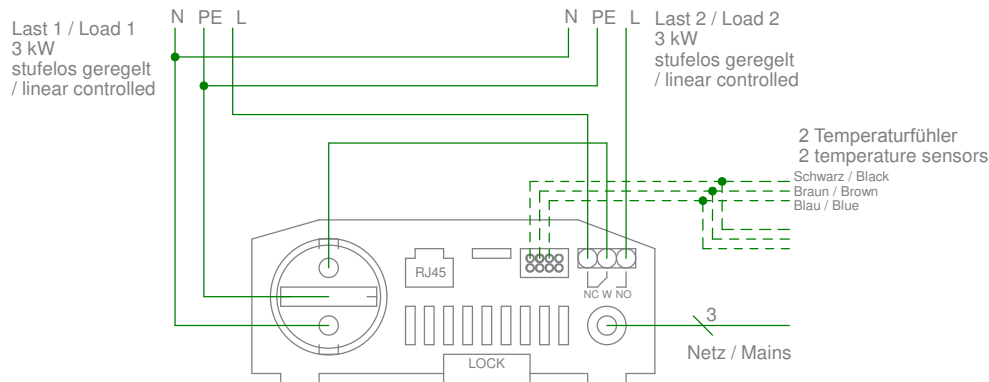 Last 1 / Load 1
3 kW
stufelos geregelt
/ linear controlled
N PE L
N PE L
Last 2 / Load 2
3 kW
stufelos geregelt
/ linear controlled
2 Temperaturfühler
2 temperature sensors
Schwarz / Black
Braun / Brown
Blau / Blue
RJ45
NC W NO
3
Netz / Mains
LOCK